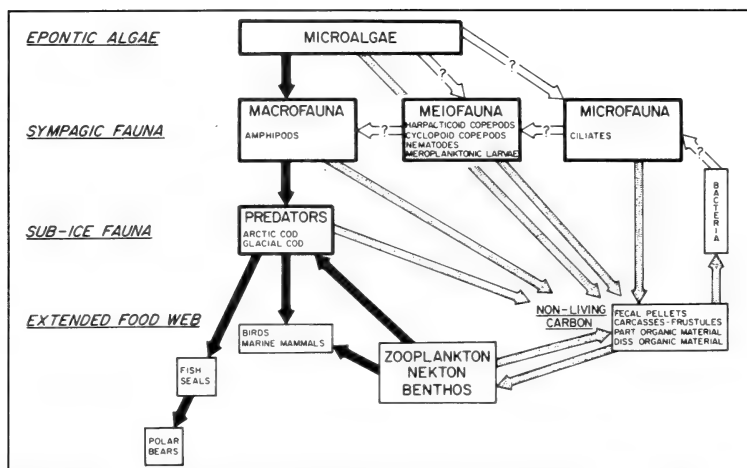 EPONTIC ALGAE
MICROALGAE
?
?
SYMPAGIC FAUNA
MACROFAUNA
AMPHIPODS
?
MEIOFAUNA
HARPACTICOID COPEPODS
CYCLOPOID COPEPODS
NEMATODES
MEROPLANKTONIC LARVAE
?
MICROFAUNA
CILIATES
?
BACTERIA
SUB-ICE FAUNA
PREDATORS
ARCTIC COD
GLACIAL COD
EXTENDED FOOD WEB
BIRDS
MARINE MAMMALS
NON-LIVING
CARBON
FECAL PELLETS
CARCASSES-FRUSTULES
PART ORGANIC MATERIAL
DISS ORGANIC MATERIAL
ZOOPLANKTON
NEKTON
BENTHOS
FISH
SEALS
POLAR
BEARS